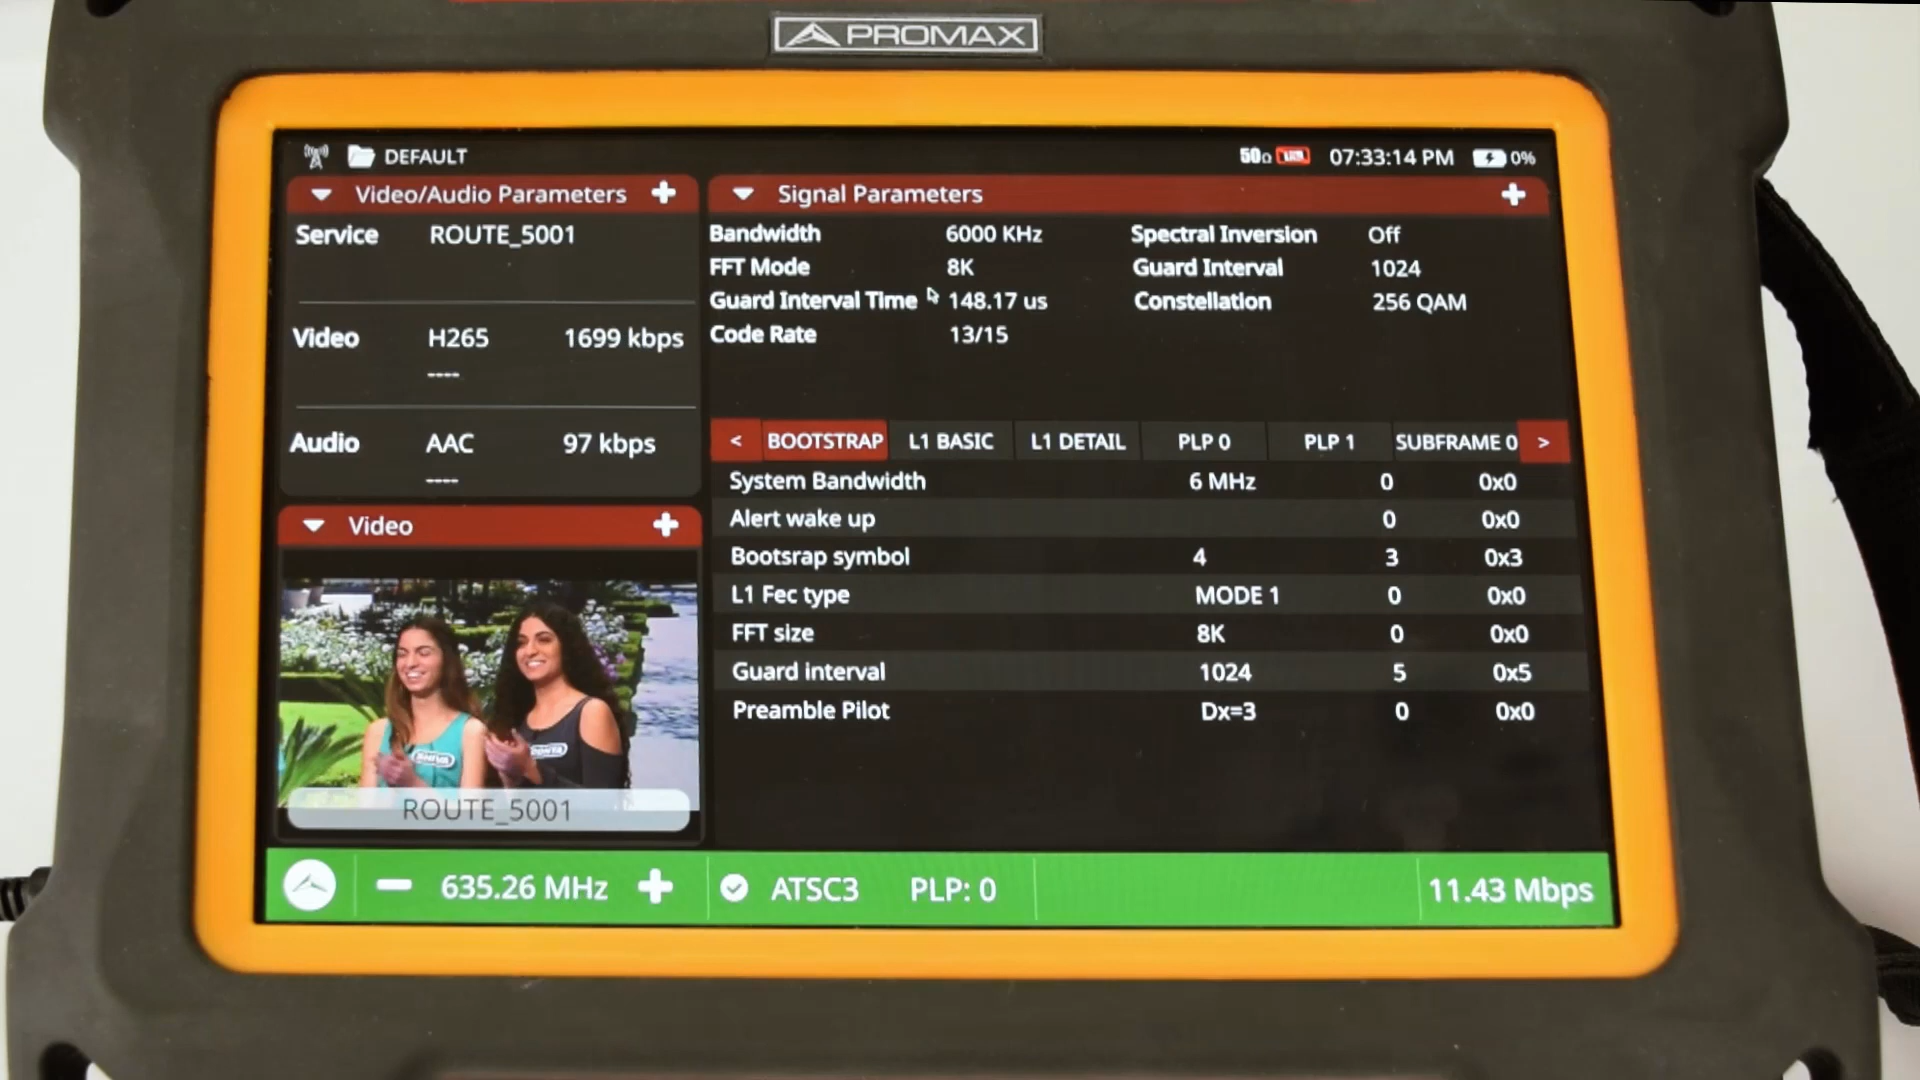 PROMAX
DEFAULT
50Ω 07:33:14 PM 0%
Video/Audio Parameters +
Service ROUTE_5001
Video H265 1699 kbps
----
Audio AAC 97 kbps
----
Video +
SHIVA
ROUTE_5001
Signal Parameters +
Bandwidth 6000 KHz Spectral Inversion Off
FFT Mode 8K Guard Interval 1024
Guard Interval Time 148.17 us Constellation 256 QAM
Code Rate 13/15
< BOOTSTRAP L1 BASIC L1 DETAIL PLP 0 PLP 1 SUBFRAME 0 >
System Bandwidth 6 MHz 0 0x0
Alert wake up 0 0x0
Bootsrap symbol 4 3 0x3
L1 Fec type MODE 1 0 0x0
FFT size 8K 0 0x0
Guard interval 1024 5 0x5
Preamble Pilot Dx=3 0 0x0
635.26 MHz + ATSC3 PLP: 0 11.43 Mbps